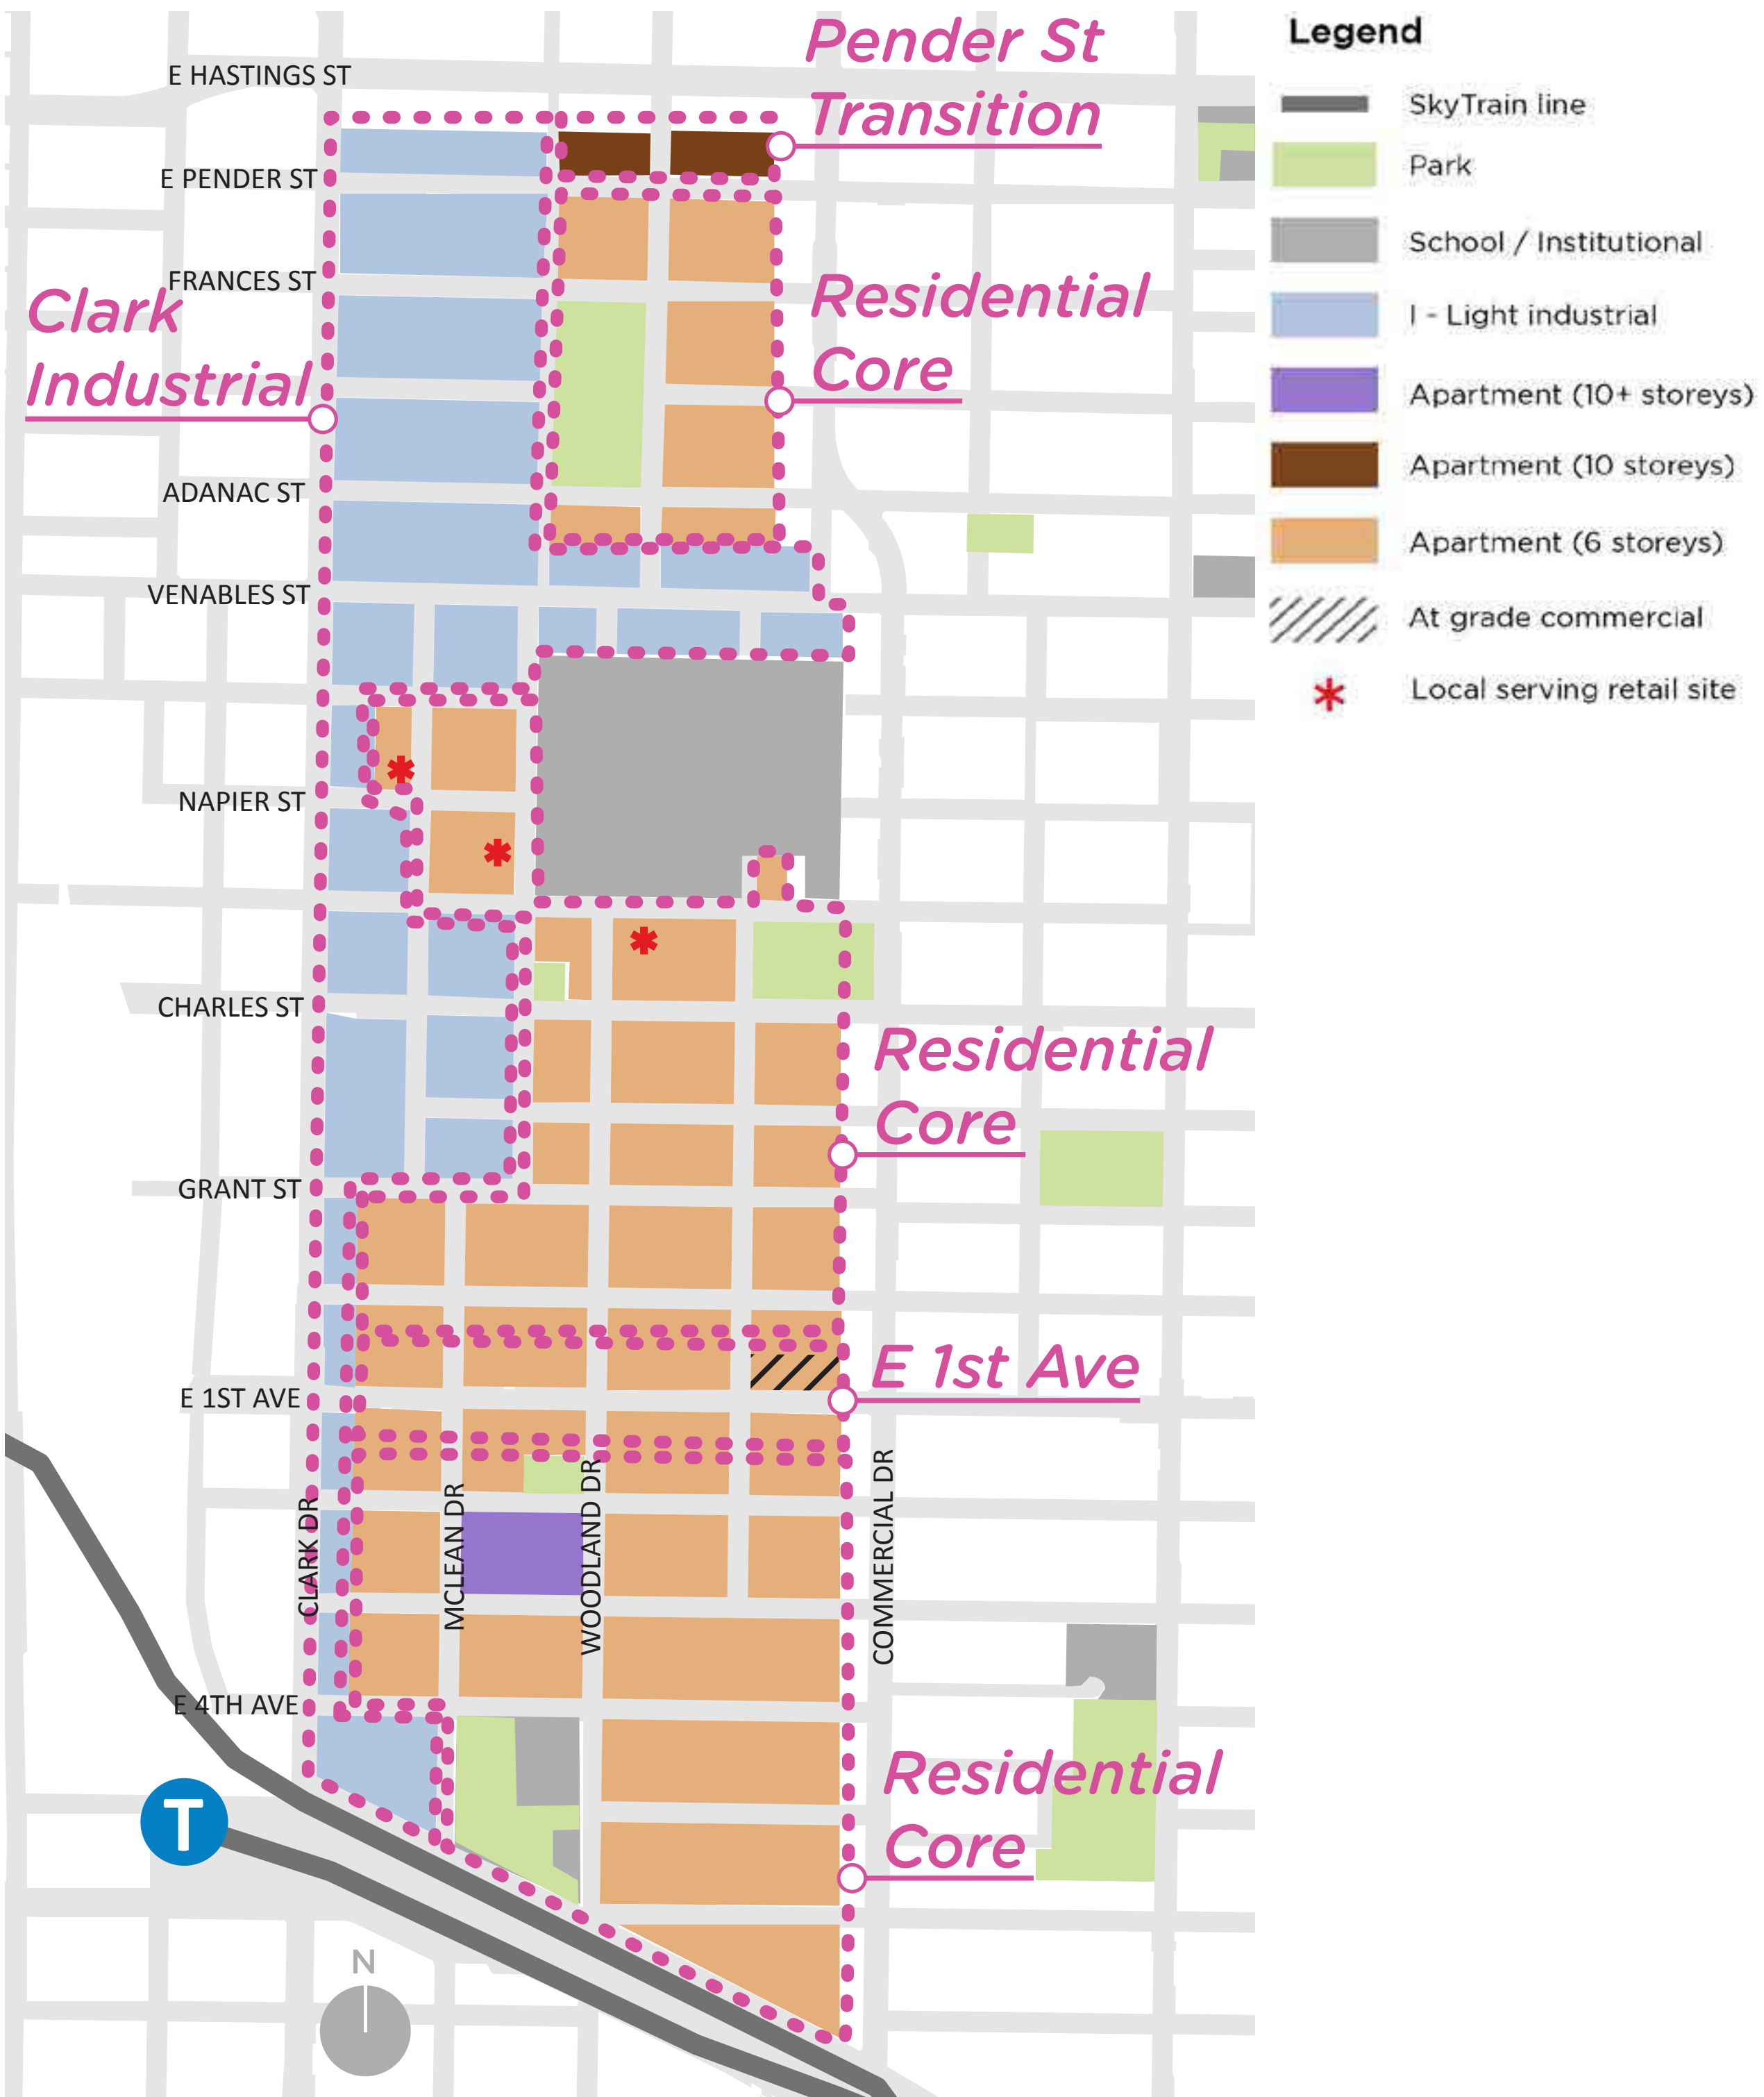 Pender St
Transition
E HASTINGS ST
E PENDER ST
FRANCES ST
Clark
Industrial
Residential
Core
ADANAC ST
VENABLES ST
NAPIER ST
CHARLES ST
Residential
Core
GRANT ST
E 1st Ave
E 1ST AVE
CLARK DR
MCLEAN DR
WOODLAND DR
COMMERCIAL DR
E 4TH AVE
Residential
Core
T
N
Legend
SkyTrain line
Park
School / Institutional
I - Light industrial
Apartment (10+ storeys)
Apartment (10 storeys)
Apartment (6 storeys)
At grade commercial
Local serving retail site